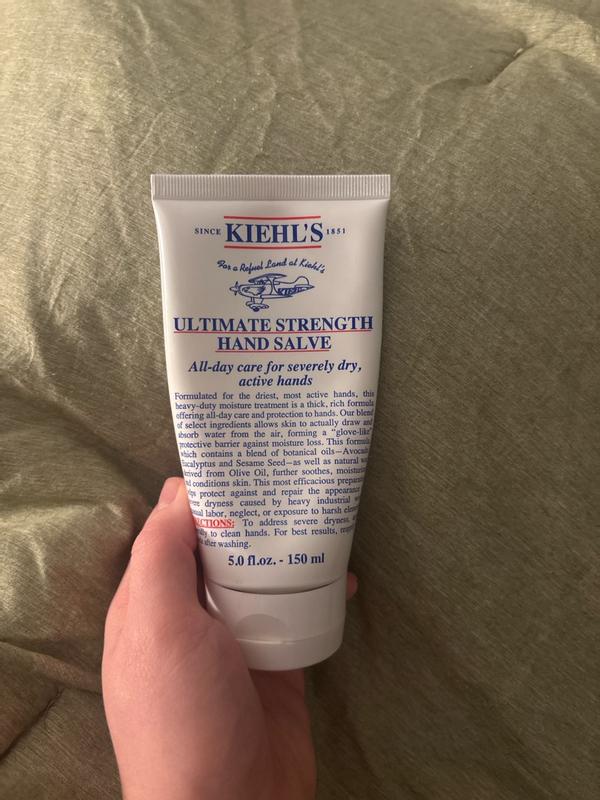 SINCE KIEHL'S 1851
For a Refuel Land at Kiehl's
KIEHL'S
ULTIMATE STRENGTH
HAND SALVE
All-day care for severely dry,
active hands
Formulated for the driest, most active hands, this
heavy-duty moisture treatment is a thick, rich formula
offering all-day care and protection to hands. Our blend
of select ingredients allows skin to actually draw and
absorb water from the air, forming a "glove-like"
protective barrier against moisture loss. This formula,
which contains a blend of botanical oils—Avocado,
Eucalyptus and Sesame Seed—as well as natural
derived from Olive Oil, further soothes,
conditions skin. This most efficacious
protect against and repair the appearance
dryness caused by heavy industrial
labor, neglect, or exposure to harsh
To address severe dryness,
to clean hands. For best results,
after washing.
5.0 fl.oz. - 150 ml